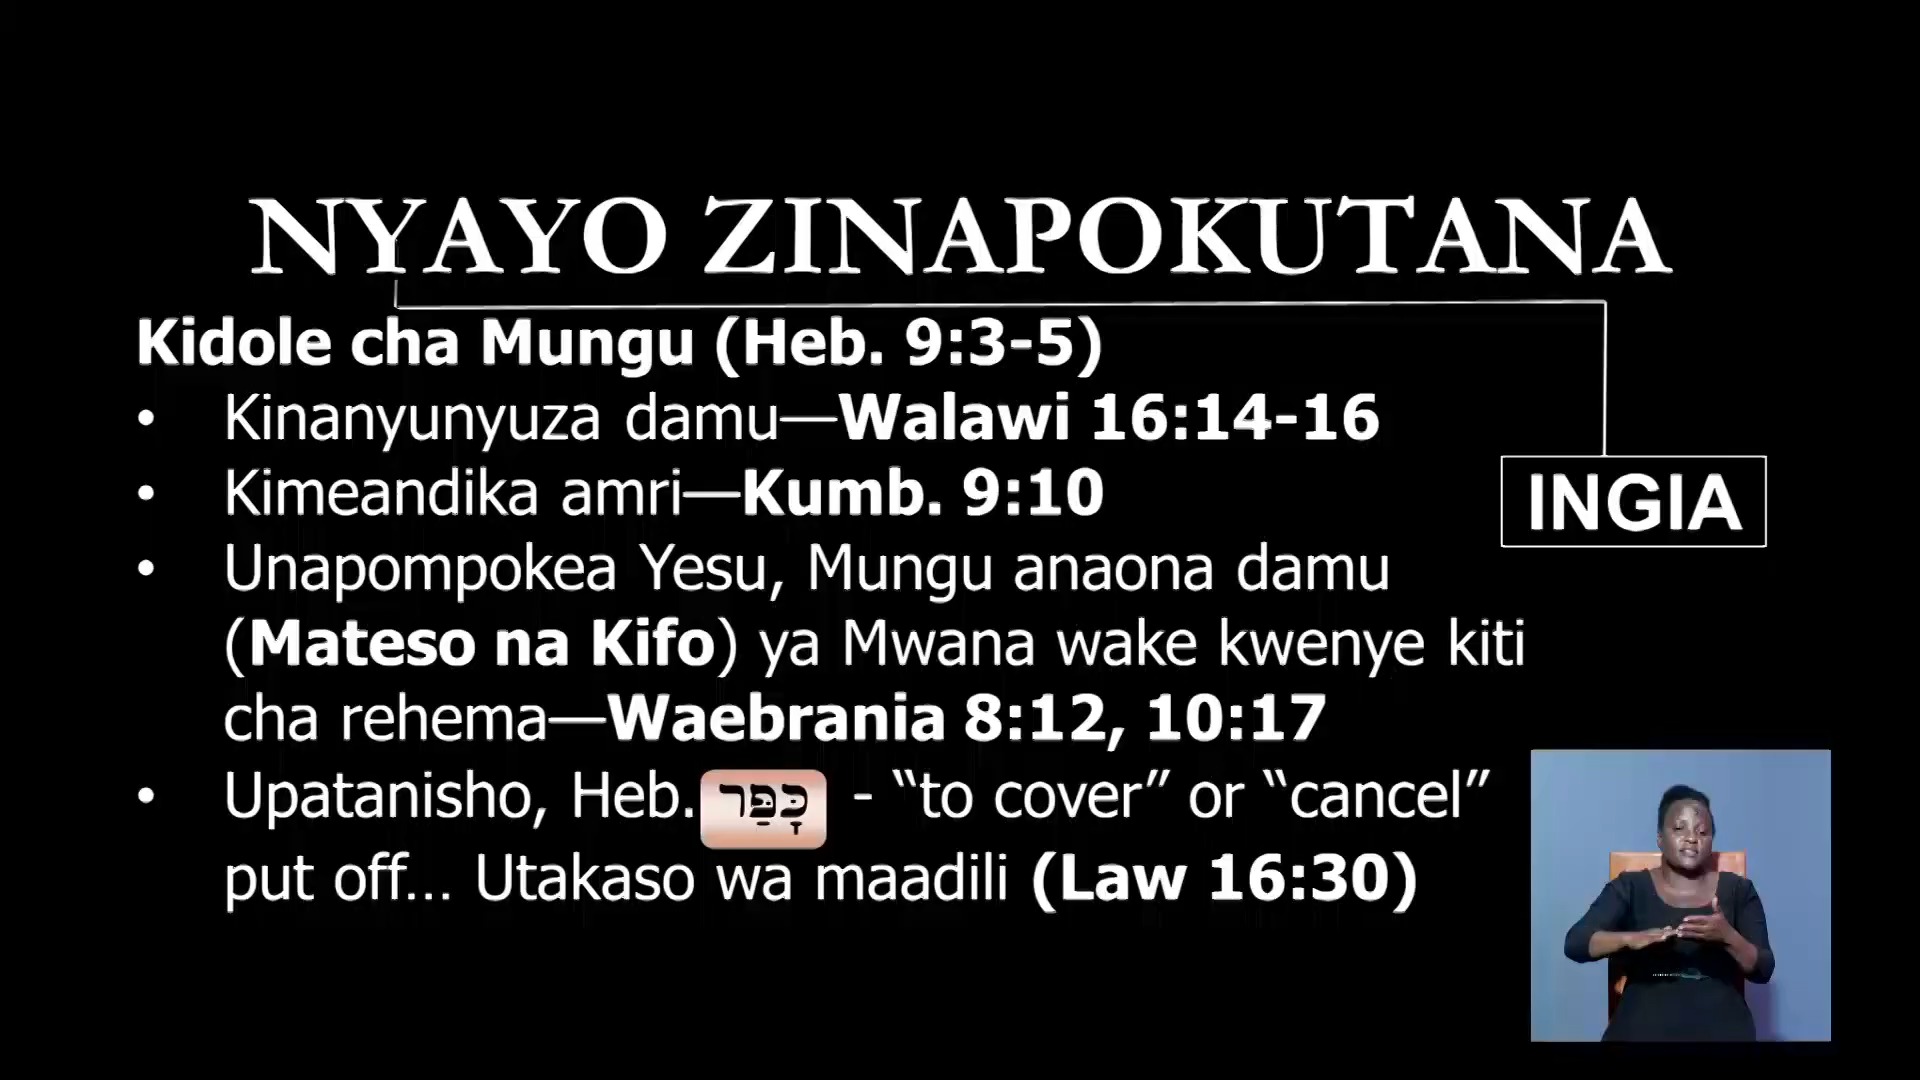 NYAYO ZINAPOKUTANA
Kidole cha Mungu (Heb. 9:3-5)
• Kinanyunyuza damu—Walawi 16:14-16
• Kimeandika amri—Kumb. 9:10
INGIA
• Unapompokea Yesu, Mungu anaona damu
(Mateso na Kifo) ya Mwana wake kwenye kiti
cha rehema—Waebrania 8:12, 10:17
• Upatanisho, Heb. כָּפַּר - “to cover” or “cancel”
put off... Utakaso wa maadili (Law 16:30)